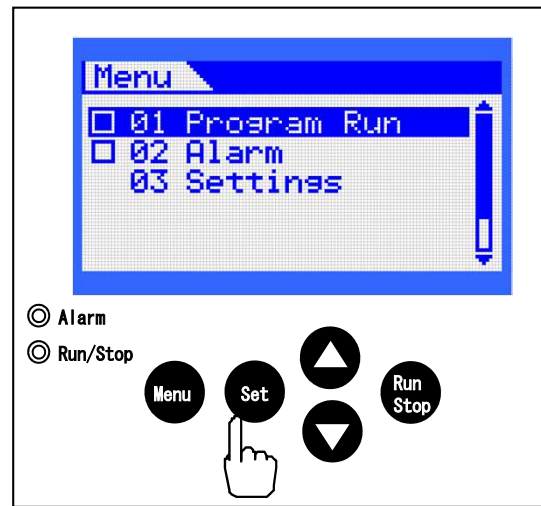 Menu
01 Program Run
02 Alarm
03 Settings
Alarm
Run/Stop
Menu
Set
Run
Stop